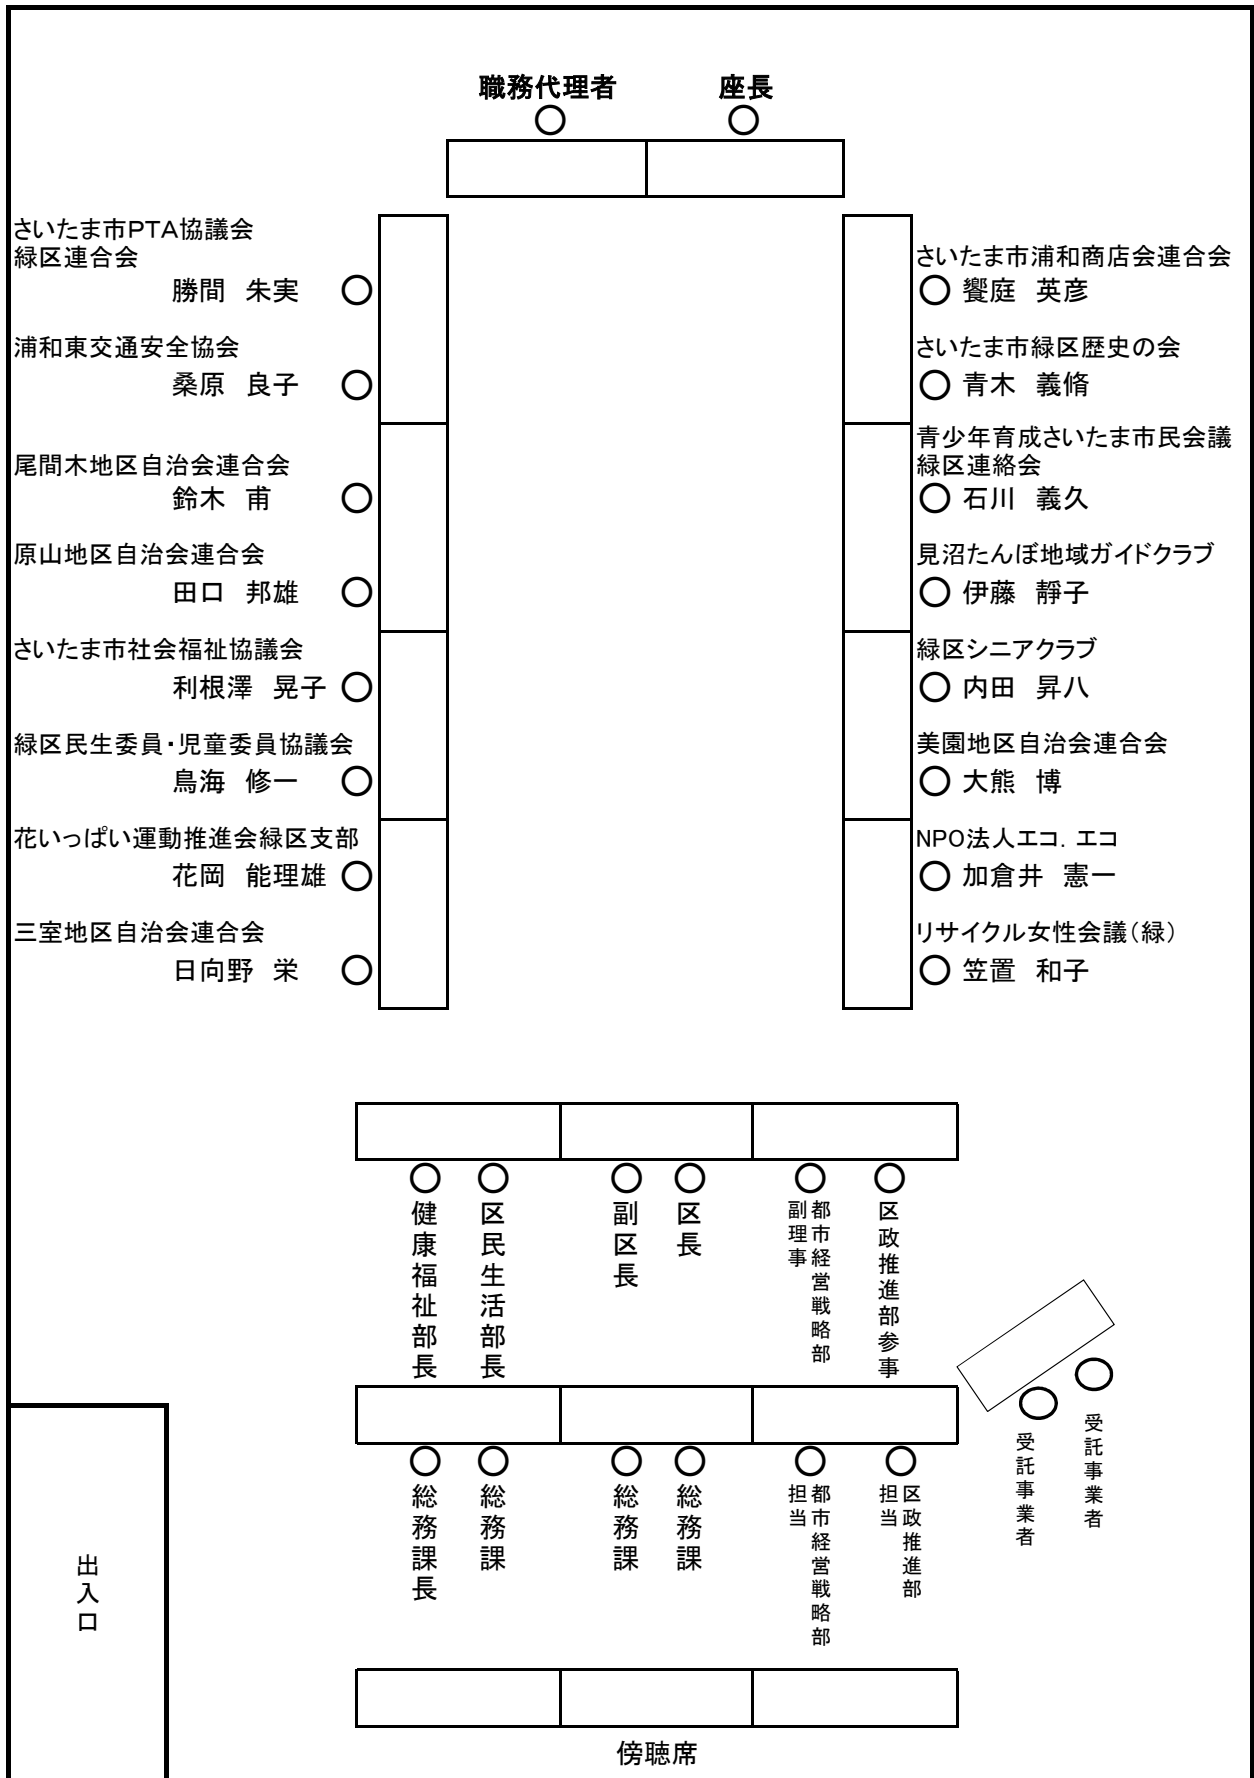 職務代理者
座長
さいたま市PTA協議会
緑区連合会
勝間　朱実
浦和東交通安全協会
桑原　良子
尾間木地区自治会連合会
鈴木　甫
原山地区自治会連合会
田口　邦雄
さいたま市社会福祉協議会
利根澤　晃子
緑区民生委員・児童委員協議会
鳥海　修一
花いっぱい運動推進会緑区支部
花岡　能理雄
三室地区自治会連合会
日向野　栄
さいたま市浦和商店会連合会
饗庭　英彦
さいたま市緑区歴史の会
青木　義脩
青少年育成さいたま市民会議
緑区連絡会
石川　義久
見沼たんぼ地域ガイドクラブ
伊藤　靜子
緑区シニアクラブ
内田　昇八
美園地区自治会連合会
大熊　博
NPO法人エコ．エコ
加倉井　憲一
リサイクル女性会議（緑）
笠置　和子
健康福祉部長
区民生活部長
副区長
区長
都市経営戦略部
副理事
区政推進部参事
受託事業者
受託事業者
総務課長
総務課
総務課
総務課
都市経営戦略部
担当
区政推進部
担当
出入口
傍聴席